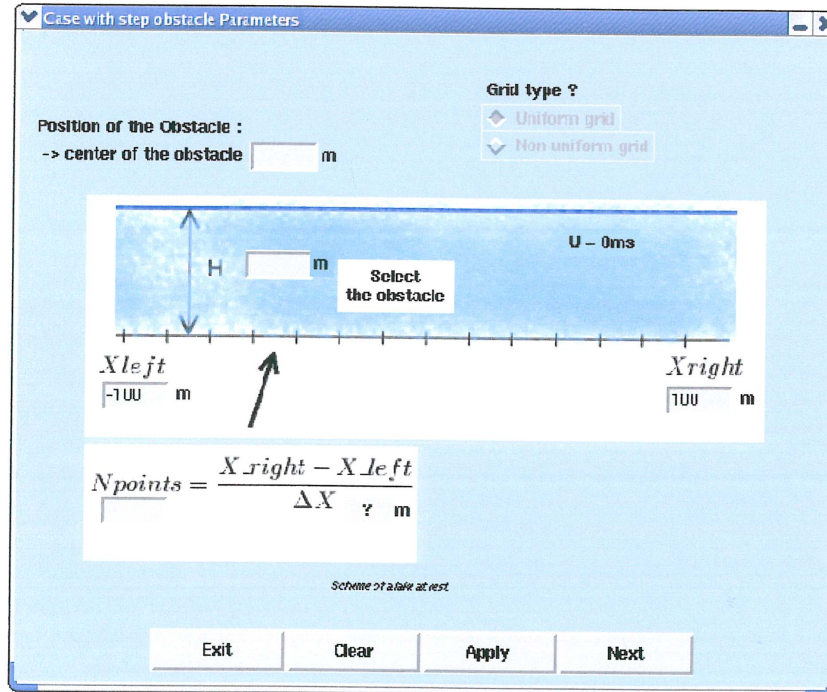 Case with step obstacle Parameters
Grid type ?
Uniform grid
Non-uniform grid
Position of the Obstacle :
-> center of the obstacle m
U – 0ms
H m
Select
the obstacle
Xleft
-100 m
Xright
100 m
Npoints = X_right − X_left
ΔX ? m
Scheme of a lake at rest
Exit Clear Apply Next